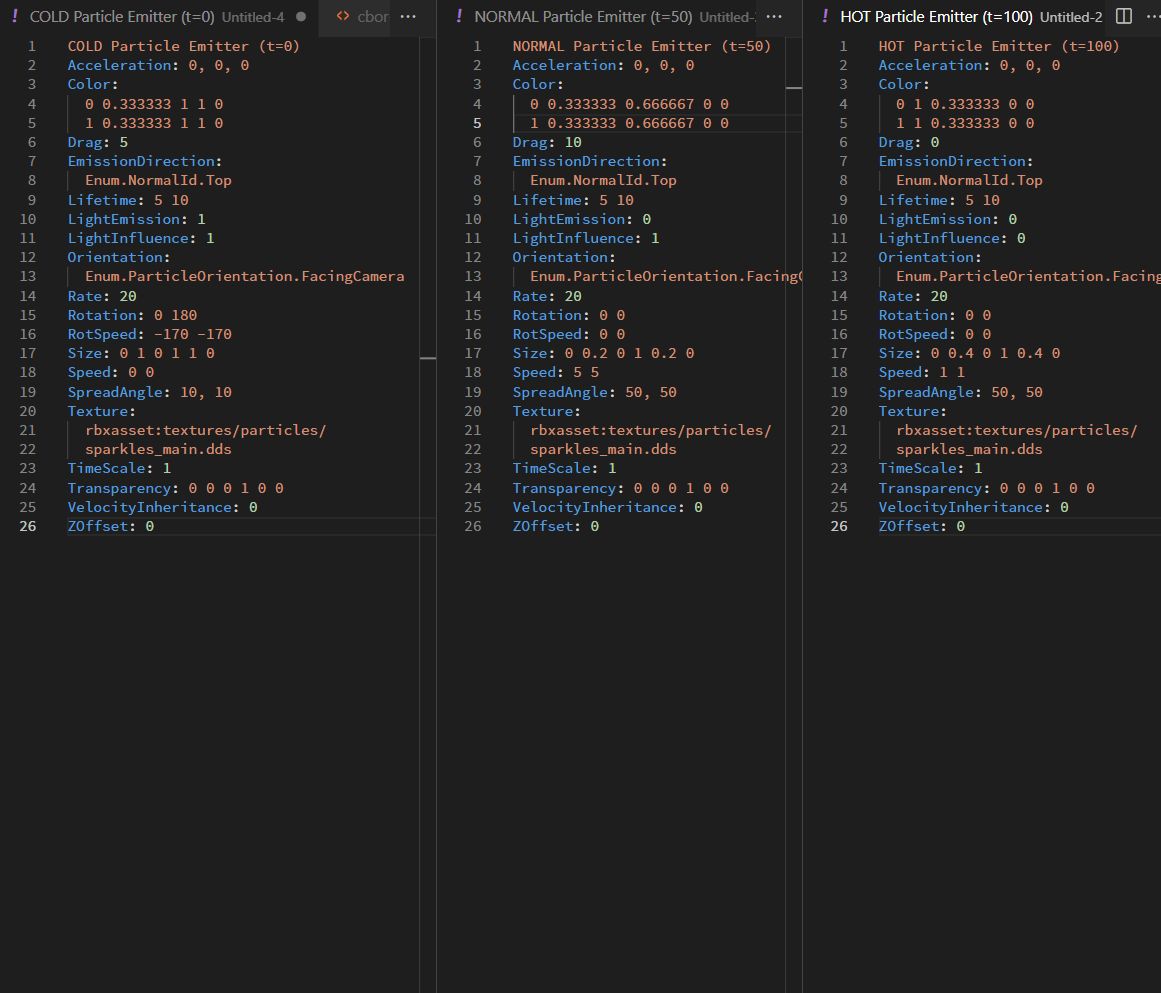 COLD Particle Emitter (t=0) Untitled-4
cbor
1 COLD Particle Emitter (t=0)
2 Acceleration: 0, 0, 0
3 Color:
4 0 0.333333 1 1 0
5 1 0.333333 1 1 0
6 Drag: 5
7 EmissionDirection:
8 Enum.NormalId.Top
9 Lifetime: 5 10
10 LightEmission: 1
11 LightInfluence: 1
12 Orientation:
13 Enum.ParticleOrientation.FacingCamera
14 Rate: 20
15 Rotation: 0 180
16 RotSpeed: -170 -170
17 Size: 0 1 0 1 1 0
18 Speed: 0 0
19 SpreadAngle: 10, 10
20 Texture:
21 rbxasset:textures/particles/
22 sparkles_main.dds
23 TimeScale: 1
24 Transparency: 0 0 0 1 0 0
25 VelocityInheritance: 0
26 ZOffset: 0
NORMAL Particle Emitter (t=50) Untitled-
1 NORMAL Particle Emitter (t=50)
2 Acceleration: 0, 0, 0
3 Color:
4 0 0.333333 0.666667 0 0
5 1 0.333333 0.666667 0 0
6 Drag: 10
7 EmissionDirection:
8 Enum.NormalId.Top
9 Lifetime: 5 10
10 LightEmission: 0
11 LightInfluence: 1
12 Orientation:
13 Enum.ParticleOrientation.Facing
14 Rate: 20
15 Rotation: 0 0
16 RotSpeed: 0 0
17 Size: 0 0.2 0 1 0.2 0
18 Speed: 5 5
19 SpreadAngle: 50, 50
20 Texture:
21 rbxasset:textures/particles/
22 sparkles_main.dds
23 TimeScale: 1
24 Transparency: 0 0 0 1 0 0
25 VelocityInheritance: 0
26 ZOffset: 0
HOT Particle Emitter (t=100) Untitled-2
1 HOT Particle Emitter (t=100)
2 Acceleration: 0, 0, 0
3 Color:
4 0 1 0.333333 0 0
5 1 1 0.333333 0 0
6 Drag: 0
7 EmissionDirection:
8 Enum.NormalId.Top
9 Lifetime: 5 10
10 LightEmission: 0
11 LightInfluence: 0
12 Orientation:
13 Enum.ParticleOrientation.Facing
14 Rate: 20
15 Rotation: 0 0
16 RotSpeed: 0 0
17 Size: 0 0.4 0 1 0.4 0
18 Speed: 1 1
19 SpreadAngle: 50, 50
20 Texture:
21 rbxasset:textures/particles/
22 sparkles_main.dds
23 TimeScale: 1
24 Transparency: 0 0 0 1 0 0
25 VelocityInheritance: 0
26 ZOffset: 0